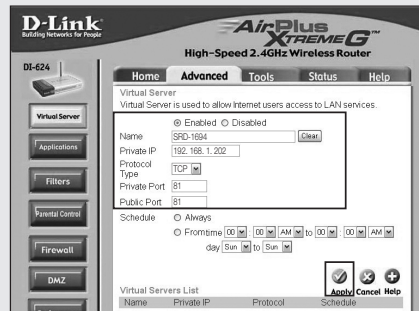 D-Link
Building Networks for People
AirPlus
XTREME G™
High-Speed 2.4GHz Wireless Router
DI-624
Home Advanced Tools Status Help
Virtual Server
Virtual Server is used to allow Internet users access to LAN services.
Enabled Disabled
Name SRD-1694 Clear
Private IP 192.168.1.202
Protocol Type TCP
Private Port 81
Public Port 81
Schedule Always
From time 00 : 00 AM to 00 : 00 AM
day Sun to Sun
Apply Cancel Help
Virtual Servers List
Name Private IP Protocol Schedule
Virtual Server
Applications
Filters
Parental Control
Firewall
DMZ